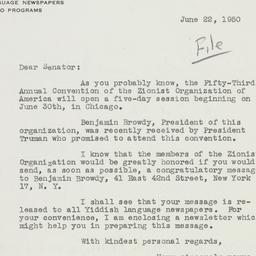 GUAGE NEWSPAPERS
O PROGRAMS
June 22, 1950
File
Dear Senator:
As you probably know, the Fifty-Third
Annual Convention of the Zionist Organization of
America will open a five-day session beginning on
June 30th, in Chicago.
Benjamin Browdy, President of this
organization, was recently received by President
Truman who promised to attend this convention.
I know that the members of the Zionis
Organization would be greatly honored if you would
send, as soon as possible, a congratulatory messag
to Benjamin Browdy, 41 East 42nd Street, New York
17, N. Y.
I shall see that your message is re-
leased to all Yiddish language newspapers. For
your convenience, I am enclosing a newsletter whic
might help you in preparing this message.
With kindest personal regards,